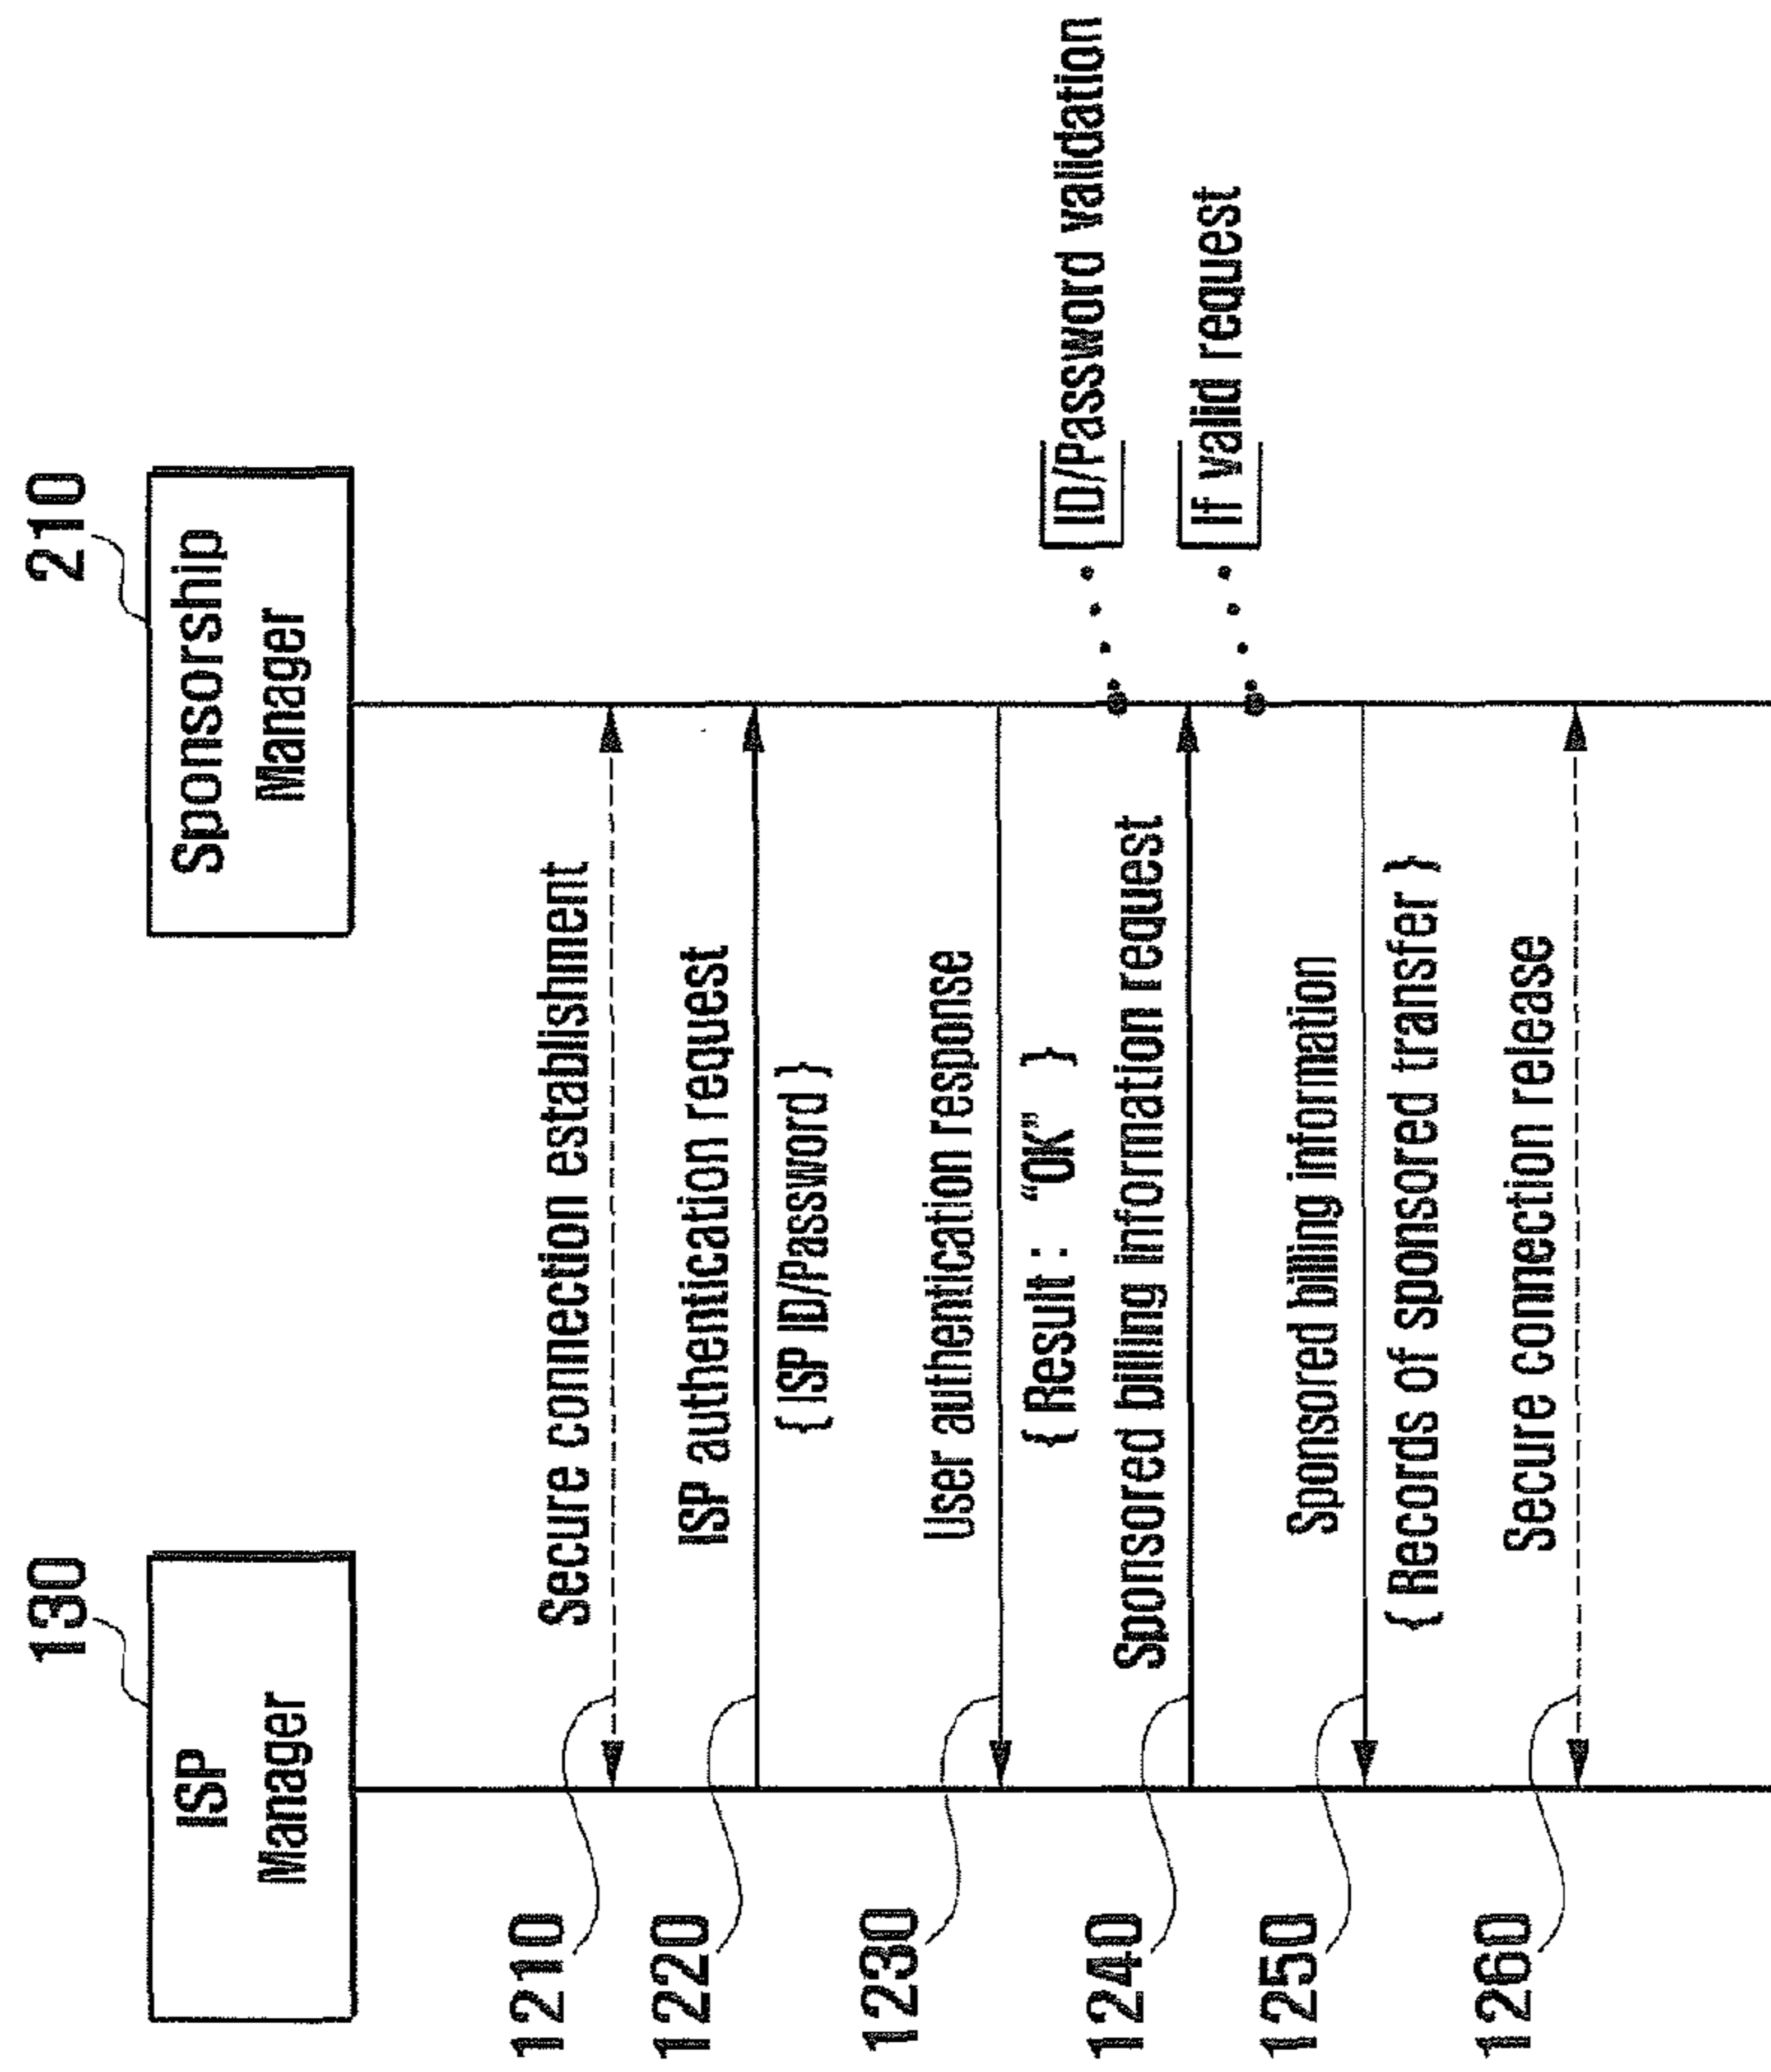 130
ISP
Manager
210
Sponsorship
Manager
1210
Secure connection establishment
1220
ISP authentication request
{ ISP ID/Password }
1230
User authentication response
{ Result : "OK" }
ID/Password validation
1240
Sponsored billing information request
If valid request
1250
Sponsored billing information
{ Records of sponsored transfer }
1260
Secure connection release